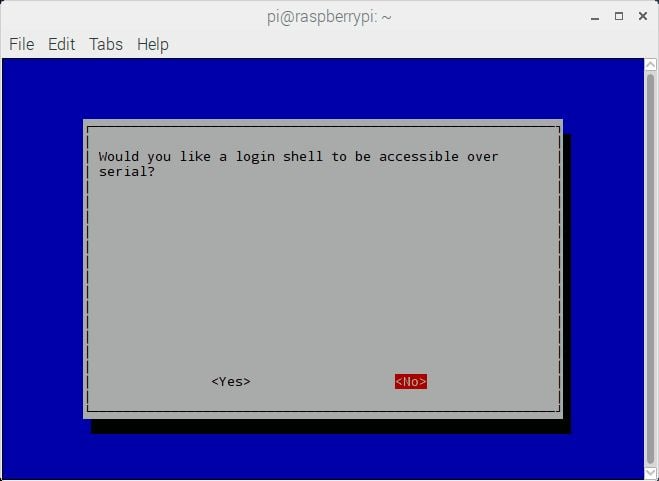 pi@raspberrypi: ~
File Edit Tabs Help
Would you like a login shell to be accessible over
serial?
<Yes> <No>